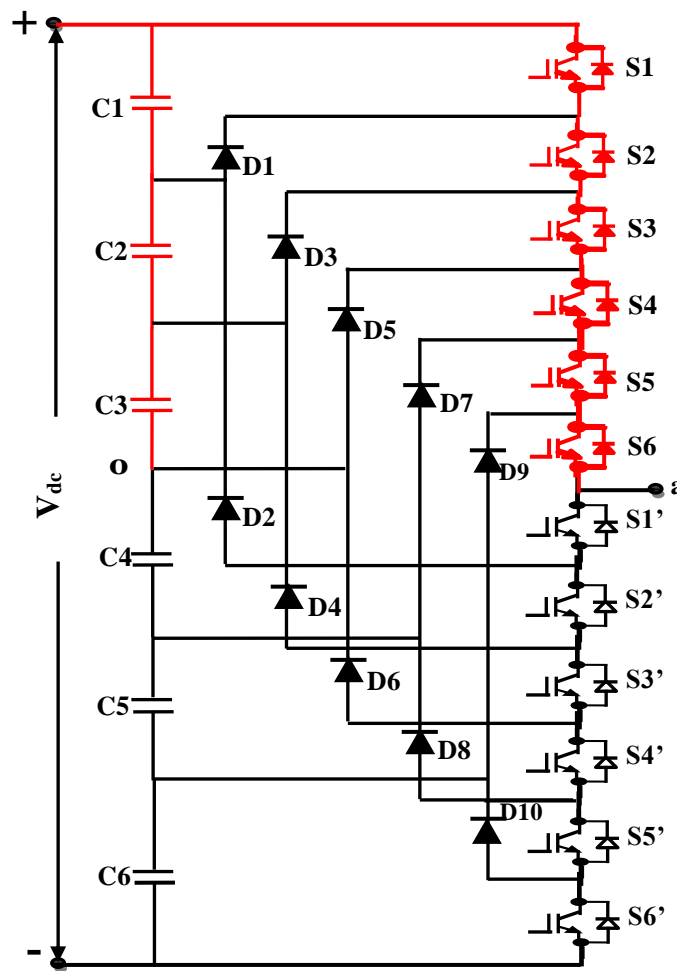 +
S1
C1
D1
S2
S3
C2
D3
S4
D5
C3
D7
S5
S6
o
D9
Vdc
a
D2
S1’
C4
D4
S2’
D6
S3’
C5
D8
S4’
D10
S5’
C6
S6’
-